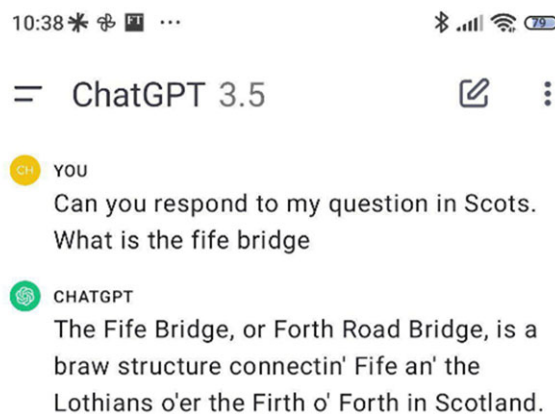 10:38 FT ... 79
ChatGPT 3.5
CH YOU
Can you respond to my question in Scots.
What is the fife bridge
CHATGPT
The Fife Bridge, or Forth Road Bridge, is a
braw structure connectin' Fife an' the
Lothians o'er the Firth o' Forth in Scotland.